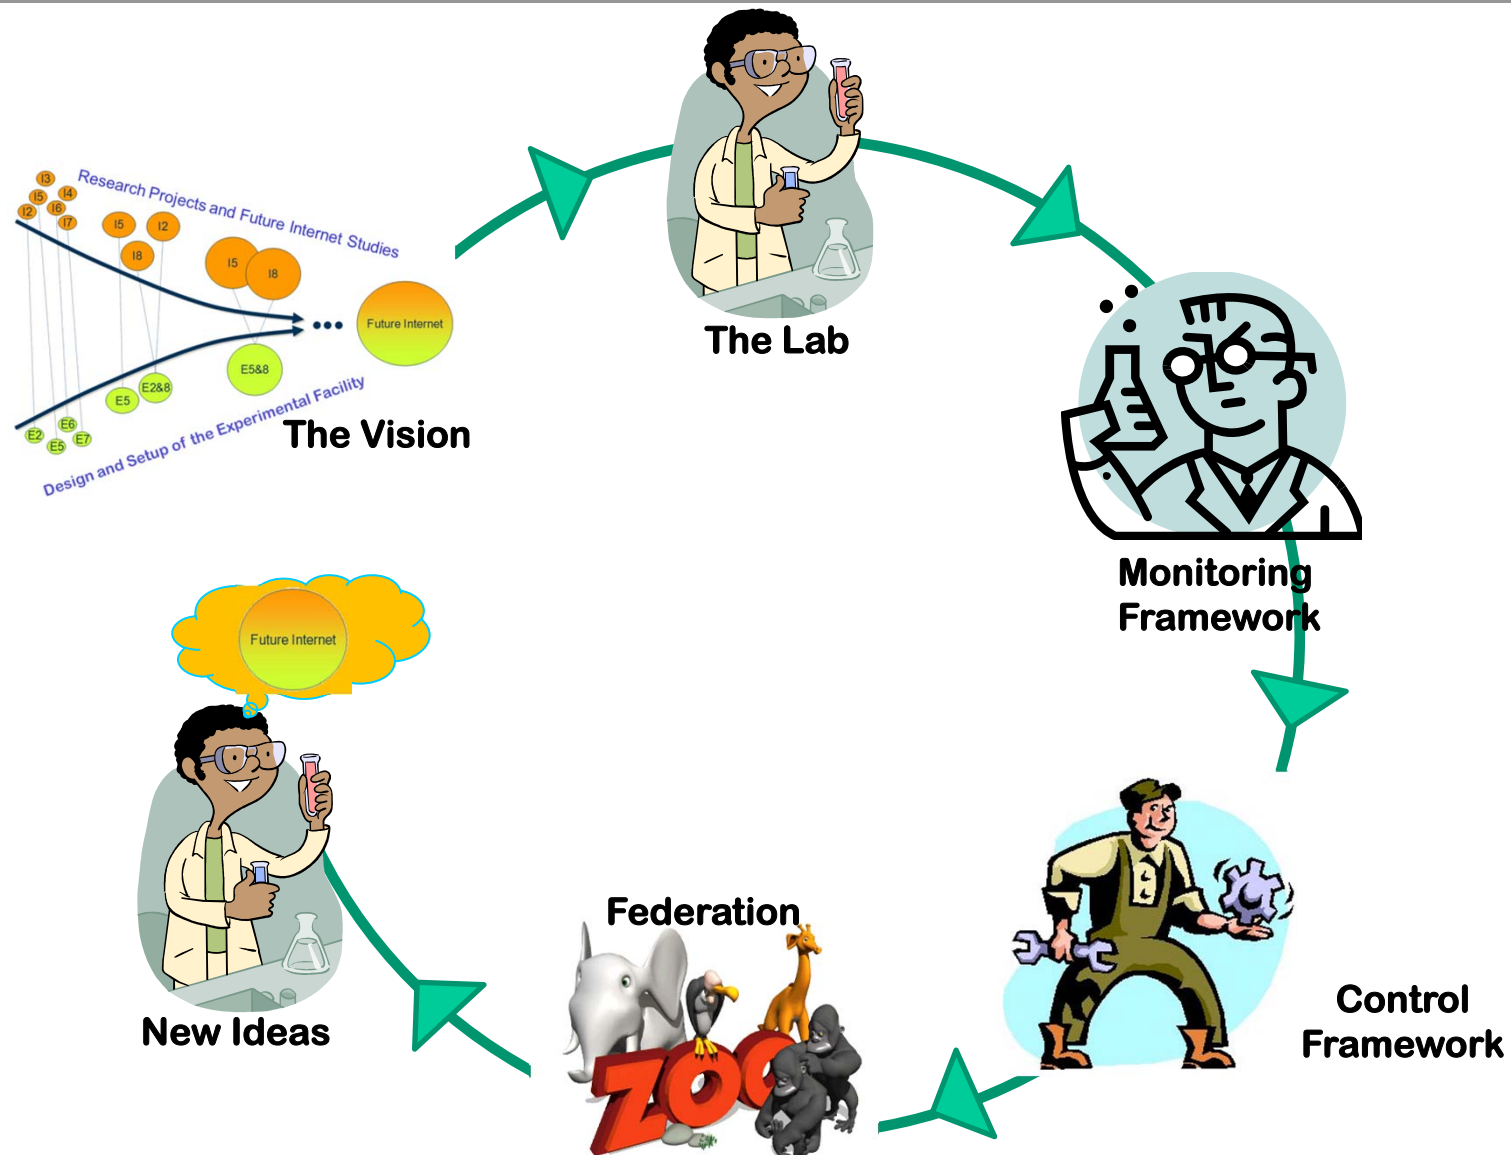 Research Projects and Future Internet Studies
I3
I5
I4
I2
I6
I7
I5
I2
I8
I5
I8
Future Internet
E5&8
E2&8
E5
E6
E2
E7
E5
Design and Setup of the Experimental Facility
The Vision
The Lab
Monitoring
Framework
Control
Framework
Federation
ZOO
Future Internet
New Ideas